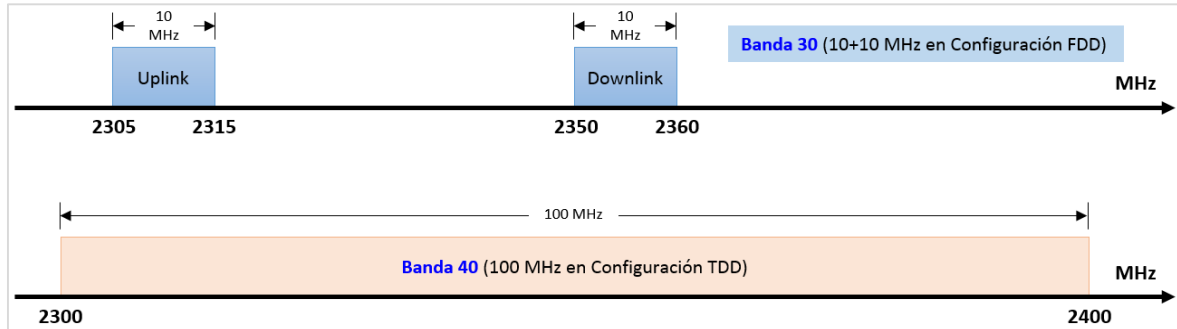 10
MHz
10
MHz
Banda 30 (10+10 MHz en Configuración FDD)
Uplink
Downlink
MHz
2305
2315
2350
2360
100 MHz
Banda 40 (100 MHz en Configuración TDD)
MHz
2300
2400